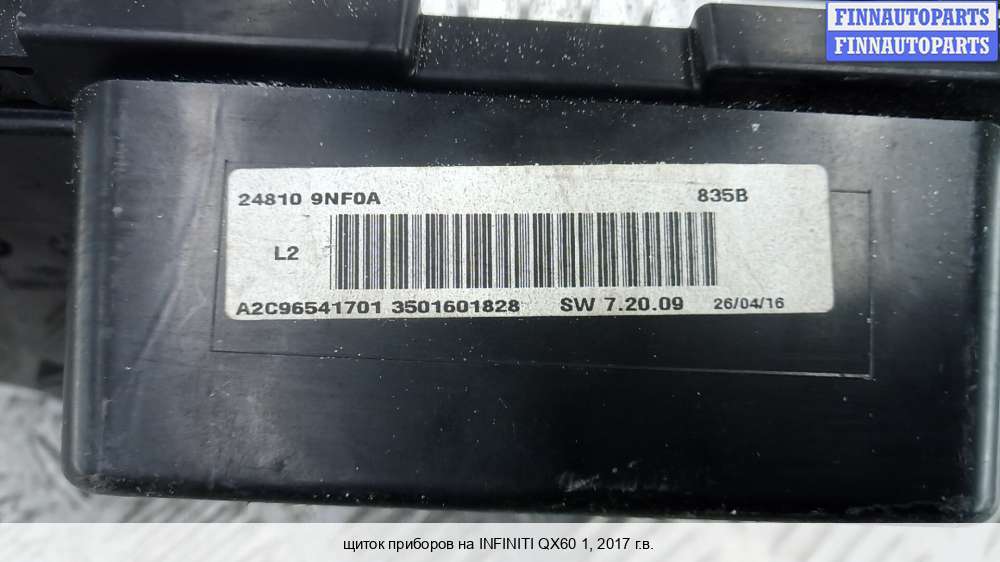 FINNAUTOPARTS
FINNAUTOPARTS
24810 9NF0A 835B
L2
A2C96541701 3501601828 SW 7.20.09 26/04/16
щиток приборов на INFINITI QX60 1, 2017 г.в.